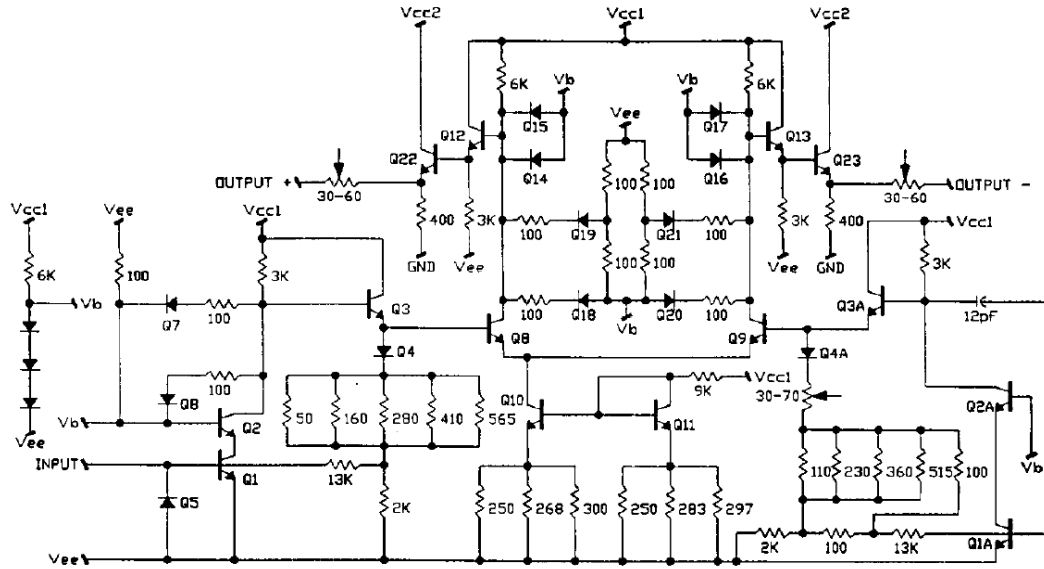 Vcc2 Vcc1 Vcc2
6K Vb Vb 6K
Q15 Vee Q17
Q12 Q13
Q22 Q14 Q16 Q23
OUTPUT + 30-60 100 100 30-60 OUTPUT -
Vcc1 Vee Vcc1 400 3K 3K 400 Vcc1
100 Q19 Q21 100
6K 100 3K GND Vee 100 100 Vee GND 3K
Vb Q7 100 Q3 Q8 100 Q18 Vb Q20 100 Q9 Q3A 12pF
Q4 Q4A
100 Q10 9K Vcc1 30-70
Q8 50 160 280 410 565 Q11 Q2A
Vee Vb Q2
INPUT Q1 13K 110 230 360 515 100 Vb
Q5 2K 250 268 300 250 283 297
2K 100 13K Q1A
Vee